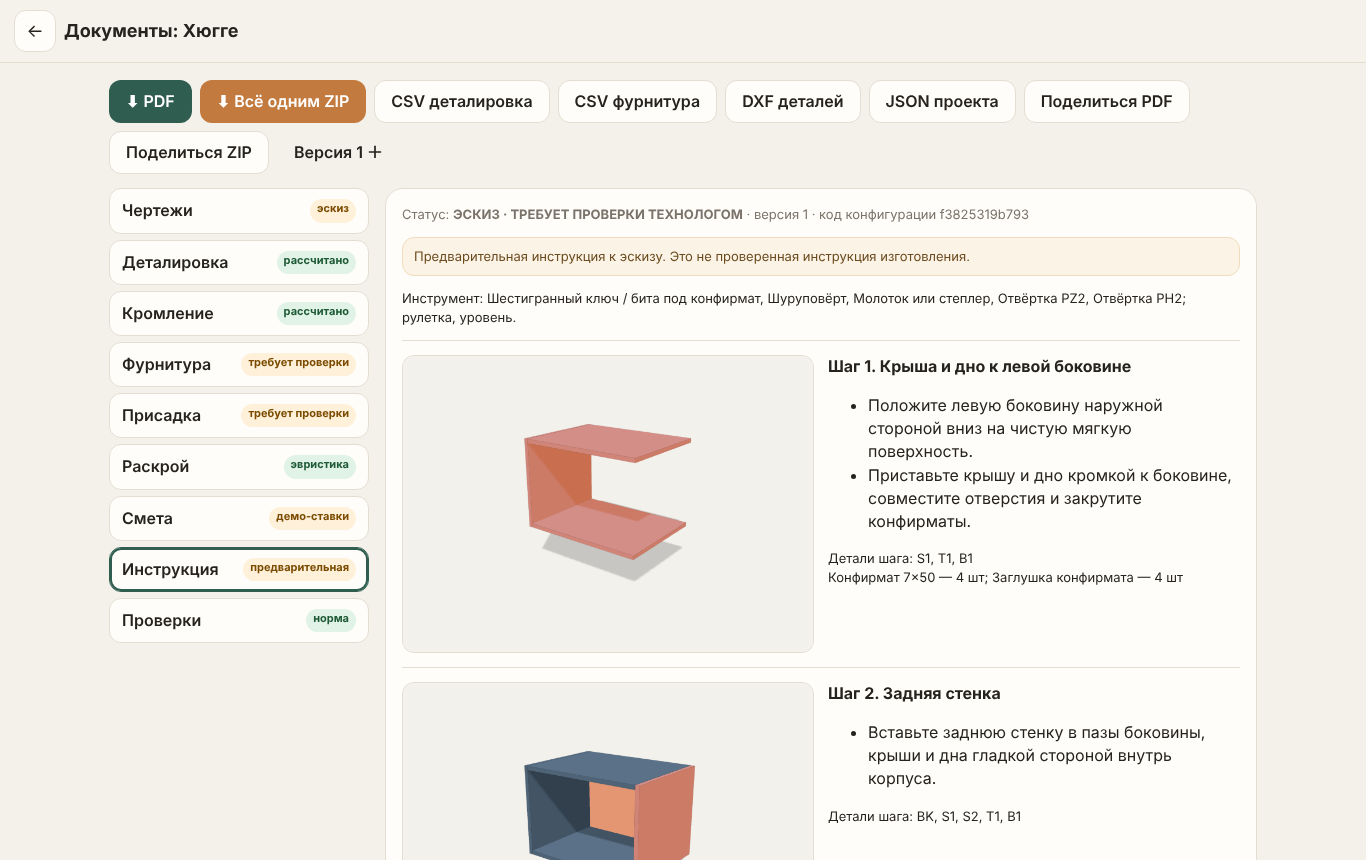 ← Документы: Хюгге
⬇ PDF
⬇ Всё одним ZIP
CSV деталировка
CSV фурнитура
DXF деталей
JSON проекта
Поделиться PDF
Поделиться ZIP
Версия 1 +
Чертежи эскиз
Деталировка рассчитано
Кромление рассчитано
Фурнитура требует проверки
Присадка требует проверки
Раскрой эвристика
Смета демо-ставки
Инструкция предварительная
Проверки норма
Статус: ЭСКИЗ · ТРЕБУЕТ ПРОВЕРКИ ТЕХНОЛОГОМ · версия 1 · код конфигурации f3825319b793
Предварительная инструкция к эскизу. Это не проверенная инструкция изготовления.
Инструмент: Шестигранный ключ / бита под конфирмат, Шуруповёрт, Молоток или степлер, Отвёртка PZ2, Отвёртка PH2;
рулетка, уровень.
Шаг 1. Крыша и дно к левой боковине
• Положите левую боковину наружной
стороной вниз на чистую мягкую
поверхность.
• Приставьте крышу и дно кромкой к боковине,
совместите отверстия и закрутите
конфирматы.
Детали шага: S1, T1, B1
Конфирмат 7×50 — 4 шт; Заглушка конфирмата — 4 шт
Шаг 2. Задняя стенка
• Вставьте заднюю стенку в пазы боковины,
крыши и дна гладкой стороной внутрь
корпуса.
Детали шага: BK, S1, S2, T1, B1